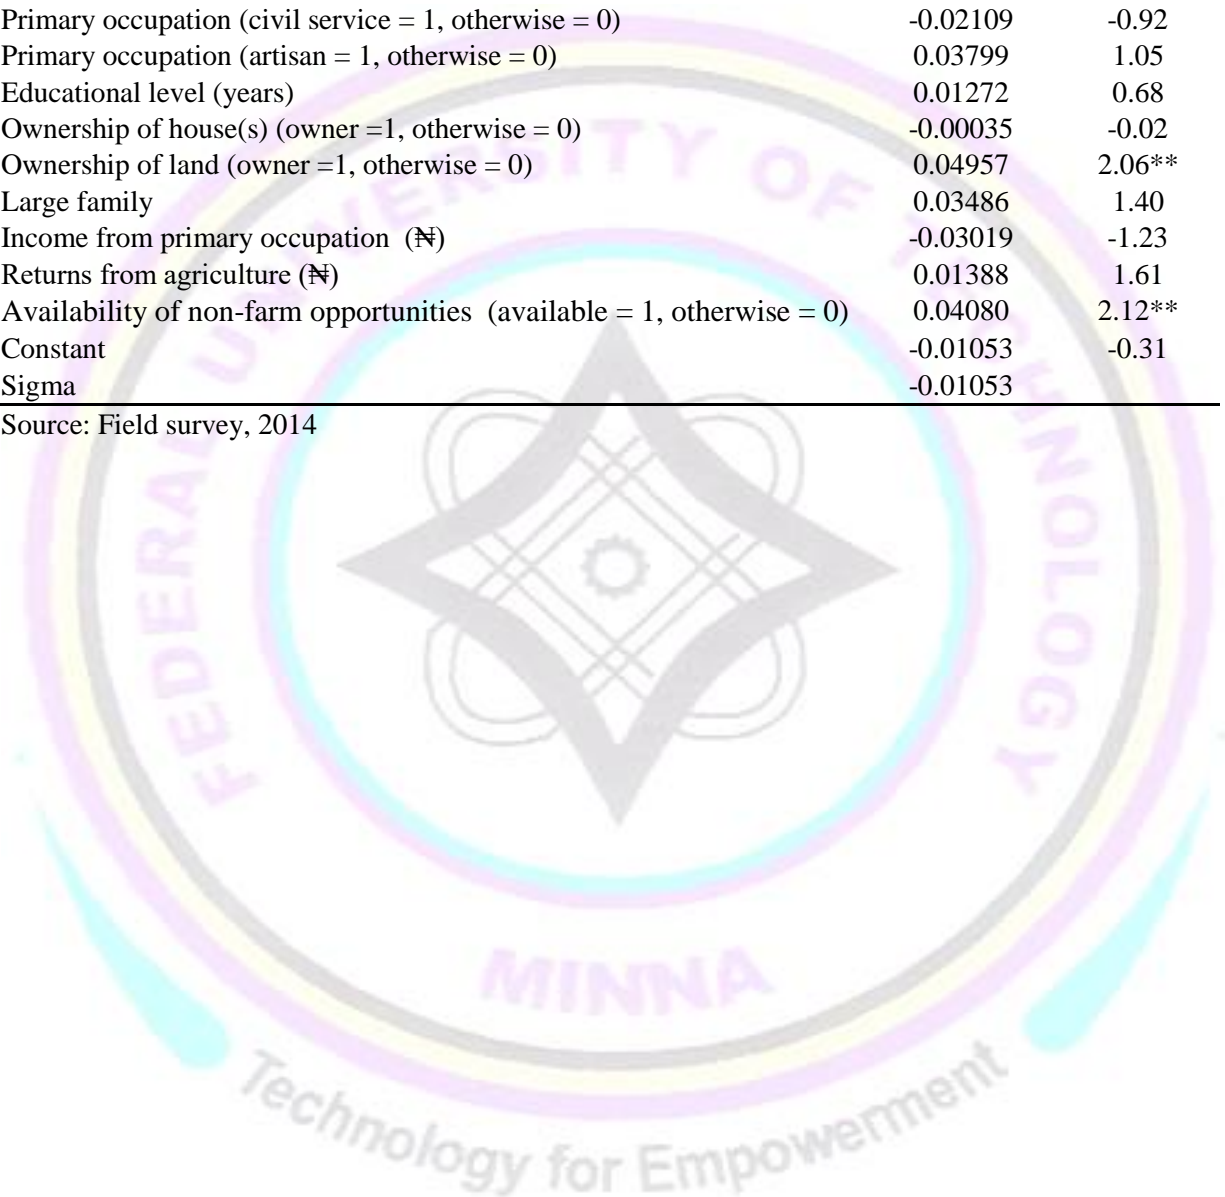 Primary occupation (civil service = 1, otherwise = 0) -0.02109 -0.92
Primary occupation (artisan = 1, otherwise = 0) 0.03799 1.05
Educational level (years) 0.01272 0.68
Ownership of house(s) (owner =1, otherwise = 0) -0.00035 -0.02
Ownership of land (owner =1, otherwise = 0) 0.04957 2.06**
Large family 0.03486 1.40
Income from primary occupation (₦) -0.03019 -1.23
Returns from agriculture (₦) 0.01388 1.61
Availability of non-farm opportunities (available = 1, otherwise = 0) 0.04080 2.12**
Constant -0.01053 -0.31
Sigma -0.01053
Source: Field survey, 2014
FEDERAL UNIVERSITY OF TECHNOLOGY
MINNA
Technology for Empowerment